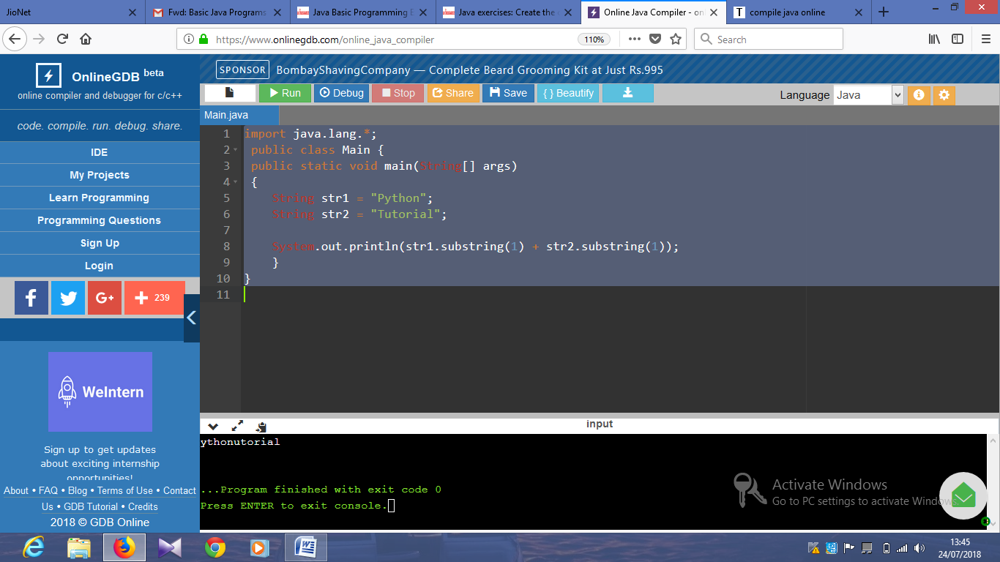 JioNet
Fwd: Basic Java Programs
Java Basic Programming E
Java exercises: Create the
Online Java Compiler - onl
T compile java online
https://www.onlinegdb.com/online_java_compiler
110%
Search
OnlineGDB beta
online compiler and debugger for c/c++
code. compile. run. debug. share.
IDE
My Projects
Learn Programming
Programming Questions
Sign Up
Login
f G+ + 239
WeIntern
Sign up to get updates
about exciting internship
opportunities!
About • FAQ • Blog • Terms of Use • Contact
Us • GDB Tutorial • Credits
2018 © GDB Online
SPONSOR BombayShavingCompany — Complete Beard Grooming Kit at Just Rs.995
Run Debug Stop Share Save { } Beautify
Language Java
Main.java
1 import java.lang.*;
2 public class Main {
3 public static void main(String[] args)
4 {
5 String str1 = "Python";
6 String str2 = "Tutorial";
7
8 System.out.println(str1.substring(1) + str2.substring(1));
9 }
10 }
11
input
ythonutorial
...Program finished with exit code 0
Press ENTER to exit console.
Activate Windows
Go to PC settings to activate Windows.
13:45
24/07/2018